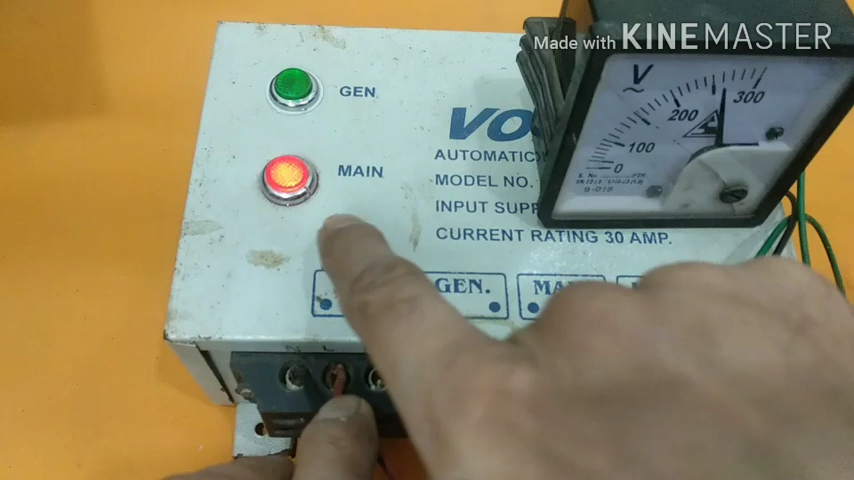 Made with KINEMASTER
GEN
MAIN
VO
AUTOMATIC
MODEL NO.
INPUT SUPP
CURRENT RATING 30 AMP.
GEN.
N L
V
0 100 200 300